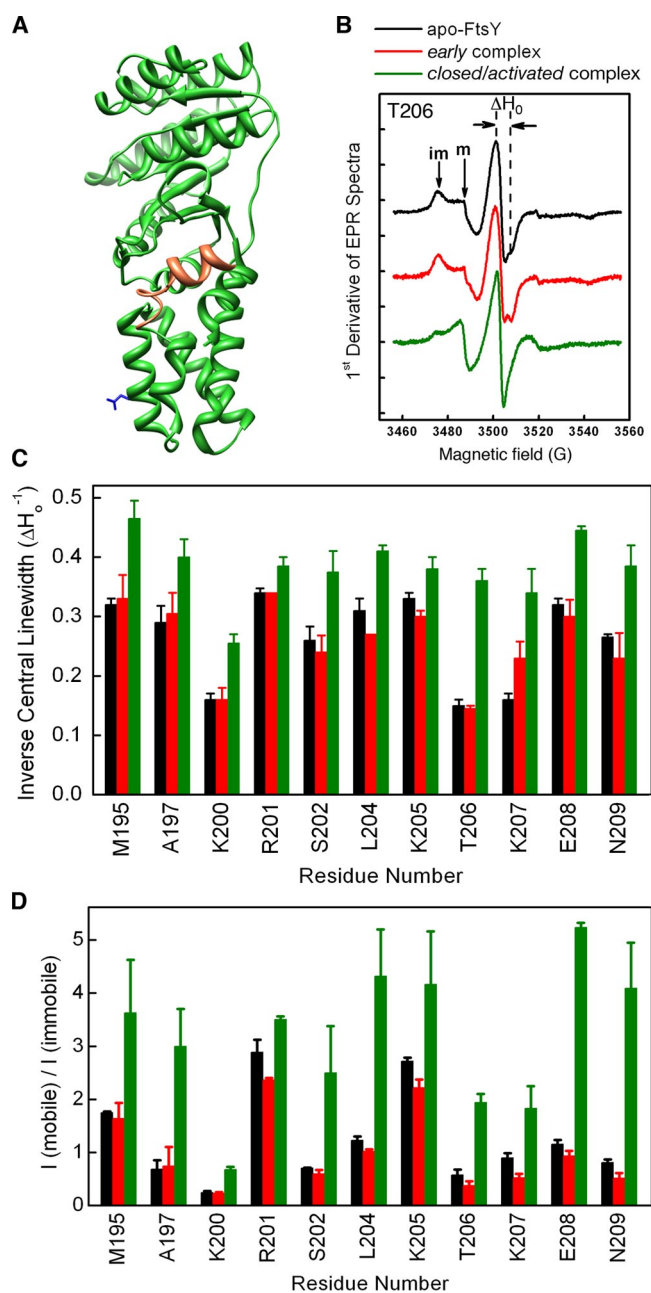 A
B
apo-FtsY
early complex
closed/activated complex
T206
ΔH₀
im
m
1st Derivative of EPR Spectra
3460 3480 3500 3520 3540 3560
Magnetic field (G)
C
Inverse Central Linewidth (ΔHₒ⁻¹)
0.5
0.4
0.3
0.2
0.1
0.0
M195 A197 K200 R201 S202 L204 K205 T206 K207 E208 N209
Residue Number
D
I (mobile) / I (immobile)
5
4
3
2
1
0
M195 A197 K200 R201 S202 L204 K205 T206 K207 E208 N209
Residue Number